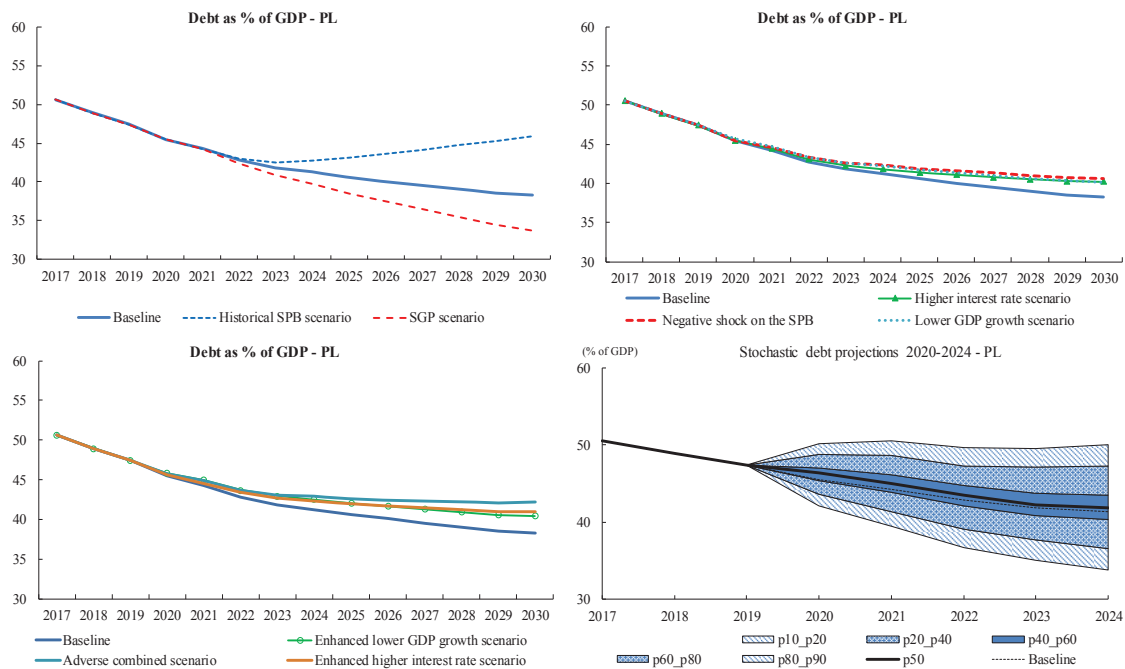 Debt as % of GDP - PL
60
55
50
45
40
35
30
2017 2018 2019 2020 2021 2022 2023 2024 2025 2026 2027 2028 2029 2030
Baseline Historical SPB scenario SGP scenario
Debt as % of GDP - PL
60
55
50
45
40
35
30
2017 2018 2019 2020 2021 2022 2023 2024 2025 2026 2027 2028 2029 2030
Baseline Higher interest rate scenario
Negative shock on the SPB Lower GDP growth scenario
Debt as % of GDP - PL
60
55
50
45
40
35
30
2017 2018 2019 2020 2021 2022 2023 2024 2025 2026 2027 2028 2029 2030
Baseline Enhanced lower GDP growth scenario
Adverse combined scenario Enhanced higher interest rate scenario
(% of GDP) Stochastic debt projections 2020-2024 - PL
60
50
40
30
2017 2018 2019 2020 2021 2022 2023 2024
p10_p20 p20_p40 p40_p60
p60_p80 p80_p90 p50 Baseline